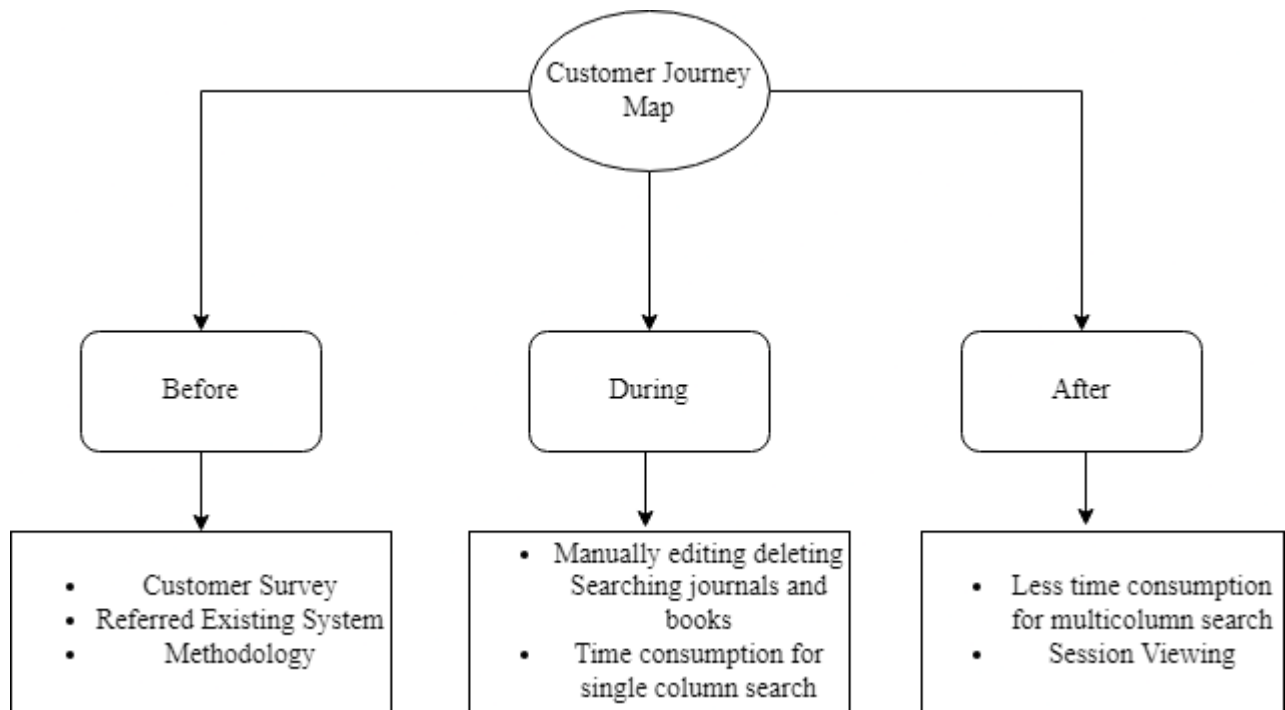 Customer Journey
Map
Before
During
After
• Customer Survey
• Referred Existing System
• Methodology
• Manually editing deleting
Searching journals and
books
• Time consumption for
single column search
• Less time consumption
for multicolumn search
• Session Viewing